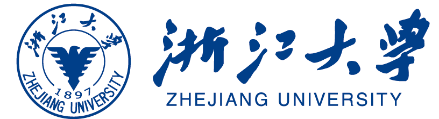 浙江大学
1897
ZHEJIANG UNIVERSITY
浙江大學
ZHEJIANG UNIVERSITY